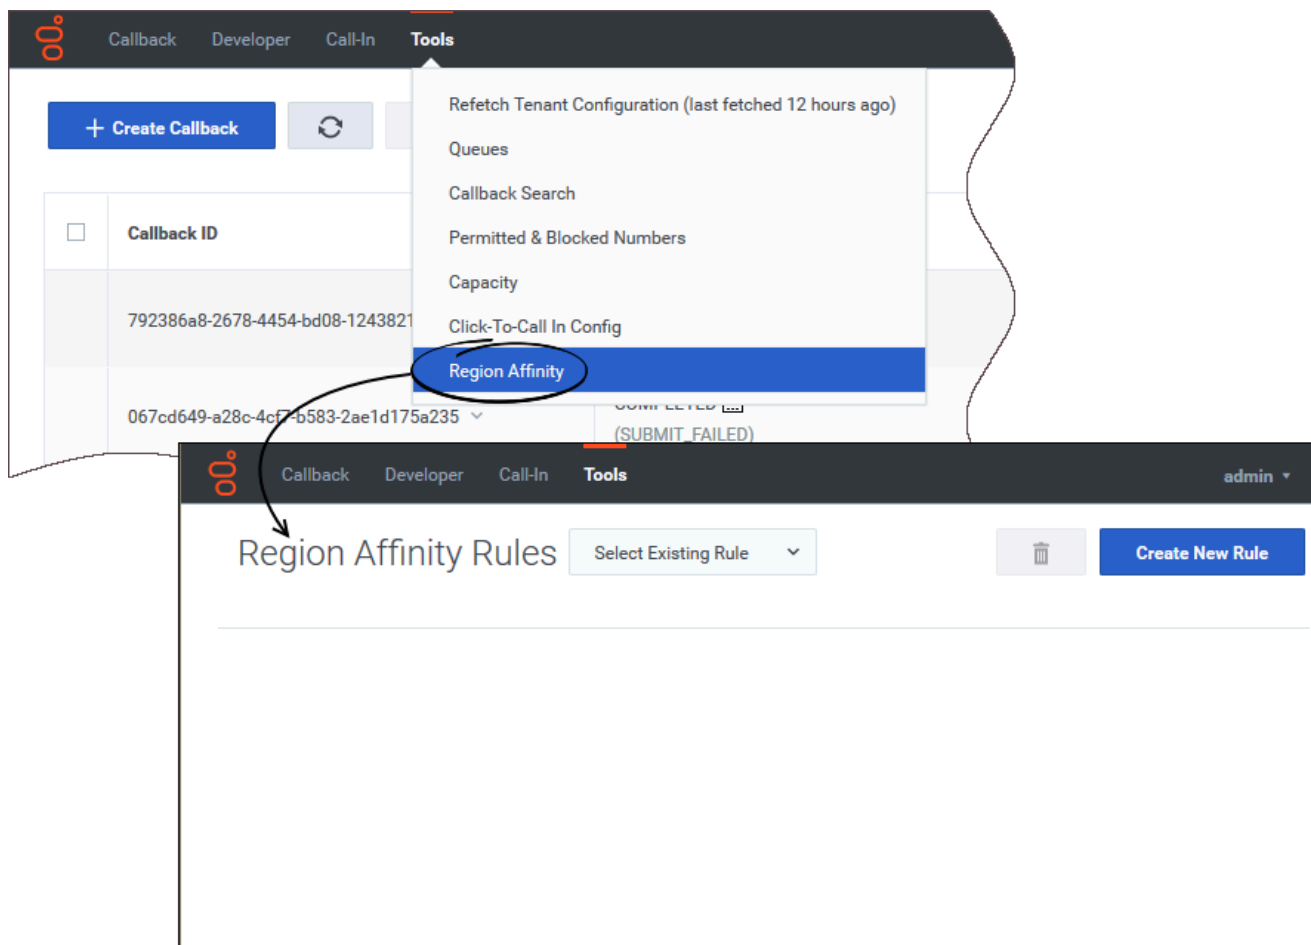 Callback Developer Call-In Tools
Refetch Tenant Configuration (last fetched 12 hours ago)
+ Create Callback
Queues
Callback Search
Callback ID
Permitted & Blocked Numbers
Capacity
792386a8-2678-4454-bd08-1243821
Click-To-Call In Config
Region Affinity
067cd649-a28c-4cf7-b583-2ae1d175a235
COMPLETED
(SUBMIT_FAILED)
Callback Developer Call-In Tools admin
Region Affinity Rules Select Existing Rule Create New Rule